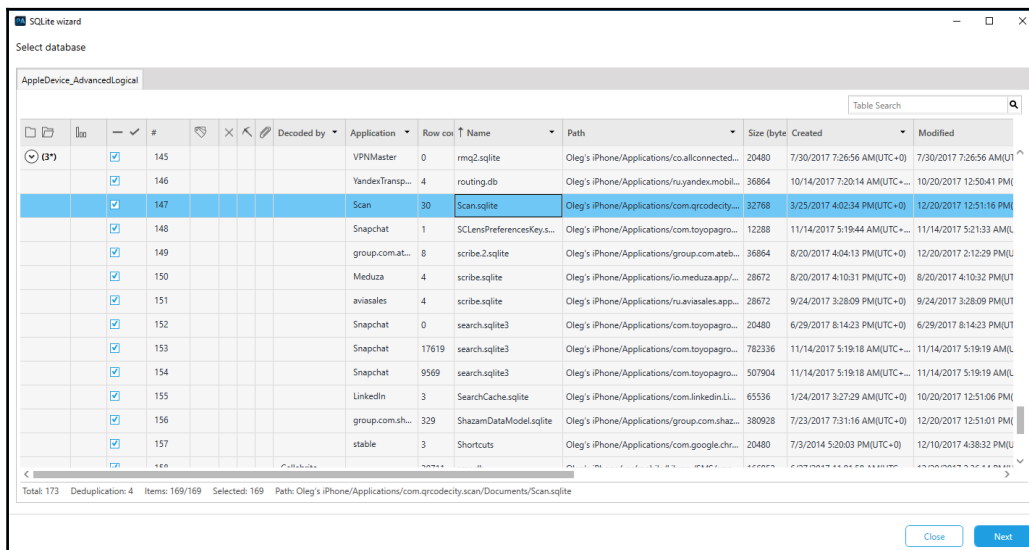 SQLite wizard
Select database
AppleDevice_AdvancedLogical
Table Search
# Decoded by Application Row cou Name Path Size (byte Created Modified
(3*) 145 VPNMaster 0 rmq2.sqlite Oleg's iPhone/Applications/co.allconnected... 20480 7/30/2017 7:26:56 AM(UTC+0) 7/30/2017 7:26:56 AM(UT
146 YandexTransp... 4 routing.db Oleg's iPhone/Applications/ru.yandex.mobil... 36864 10/14/2017 7:20:14 AM(UTC+... 10/20/2017 12:50:41 PM(
147 Scan 30 Scan.sqlite Oleg's iPhone/Applications/com.qrcodecity.... 32768 3/25/2017 4:02:34 PM(UTC+0) 12/20/2017 12:51:16 PM(
148 Snapchat 1 SCLensPreferencesKey.s... Oleg's iPhone/Applications/com.toyopagro... 12288 11/14/2017 5:19:44 AM(UTC+... 11/14/2017 5:21:33 AM(U
149 group.com.at... 8 scribe.2.sqlite Oleg's iPhone/Applications/group.com.ateb... 36864 8/20/2017 4:04:13 PM(UTC+0) 12/20/2017 2:12:29 PM(U
150 Meduza 4 scribe.sqlite Oleg's iPhone/Applications/io.meduza.app/... 28672 8/20/2017 4:10:31 PM(UTC+0) 8/20/2017 4:10:32 PM(UT
151 aviasales 4 scribe.sqlite Oleg's iPhone/Applications/ru.aviasales.app... 28672 9/24/2017 3:28:09 PM(UTC+0) 9/24/2017 3:28:09 PM(UT
152 Snapchat 0 search.sqlite3 Oleg's iPhone/Applications/com.toyopagro... 20480 6/29/2017 8:14:23 PM(UTC+0) 6/29/2017 8:14:23 PM(UT
153 Snapchat 17619 search.sqlite3 Oleg's iPhone/Applications/com.toyopagro... 782336 11/14/2017 5:19:18 AM(UTC+... 11/14/2017 5:19:19 AM(U
154 Snapchat 9569 search.sqlite3 Oleg's iPhone/Applications/com.toyopagro... 507904 11/14/2017 5:19:18 AM(UTC+... 11/14/2017 5:19:19 AM(U
155 LinkedIn 3 SearchCache.sqlite Oleg's iPhone/Applications/com.linkedin.Li... 65536 1/24/2017 3:27:29 AM(UTC+0) 10/20/2017 12:51:06 PM(
156 group.com.sh... 329 ShazamDataModel.sqlite Oleg's iPhone/Applications/group.com.shaz... 380928 7/23/2017 7:31:16 AM(UTC+0) 12/20/2017 12:51:01 PM(
157 stable 3 Shortcuts Oleg's iPhone/Applications/com.google.chr... 20480 7/3/2014 5:20:03 PM(UTC+0) 12/10/2017 4:38:32 PM(U
158 Cellebrite
Total: 173 Deduplication: 4 Items: 169/169 Selected: 169 Path: Oleg's iPhone/Applications/com.qrcodecity.scan/Documents/Scan.sqlite
Close Next